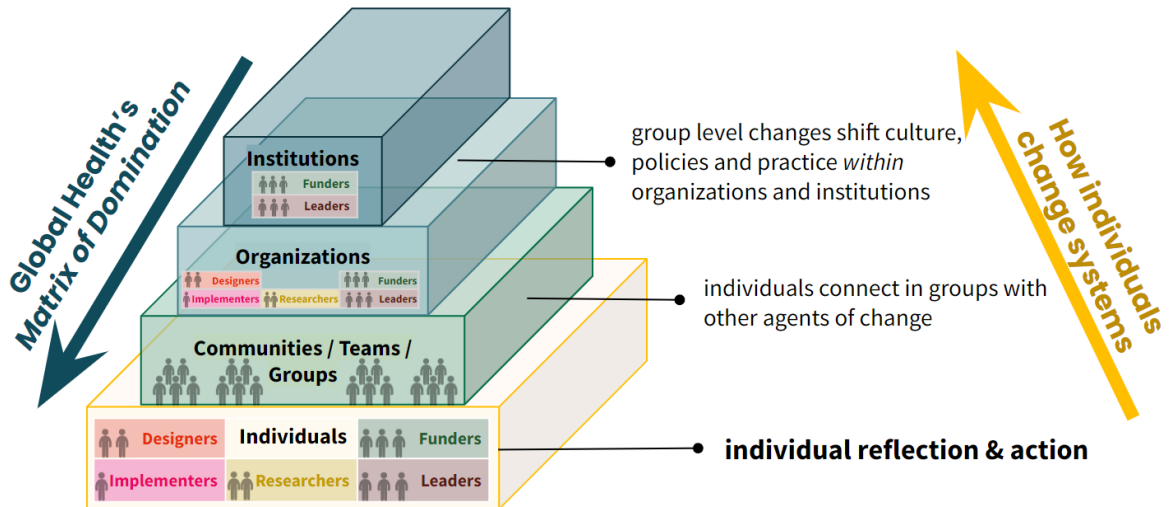 Global Health's
Matrix of Domination
Institutions
Funders
Leaders
group level changes shift culture,
policies and practice within
organizations and institutions
How individuals
change systems
Organizations
Designers
Funders
Implementers
Researchers
Leaders
individuals connect in groups with
other agents of change
Communities / Teams /
Groups
Designers
Individuals
Funders
Implementers
Researchers
Leaders
individual reflection & action